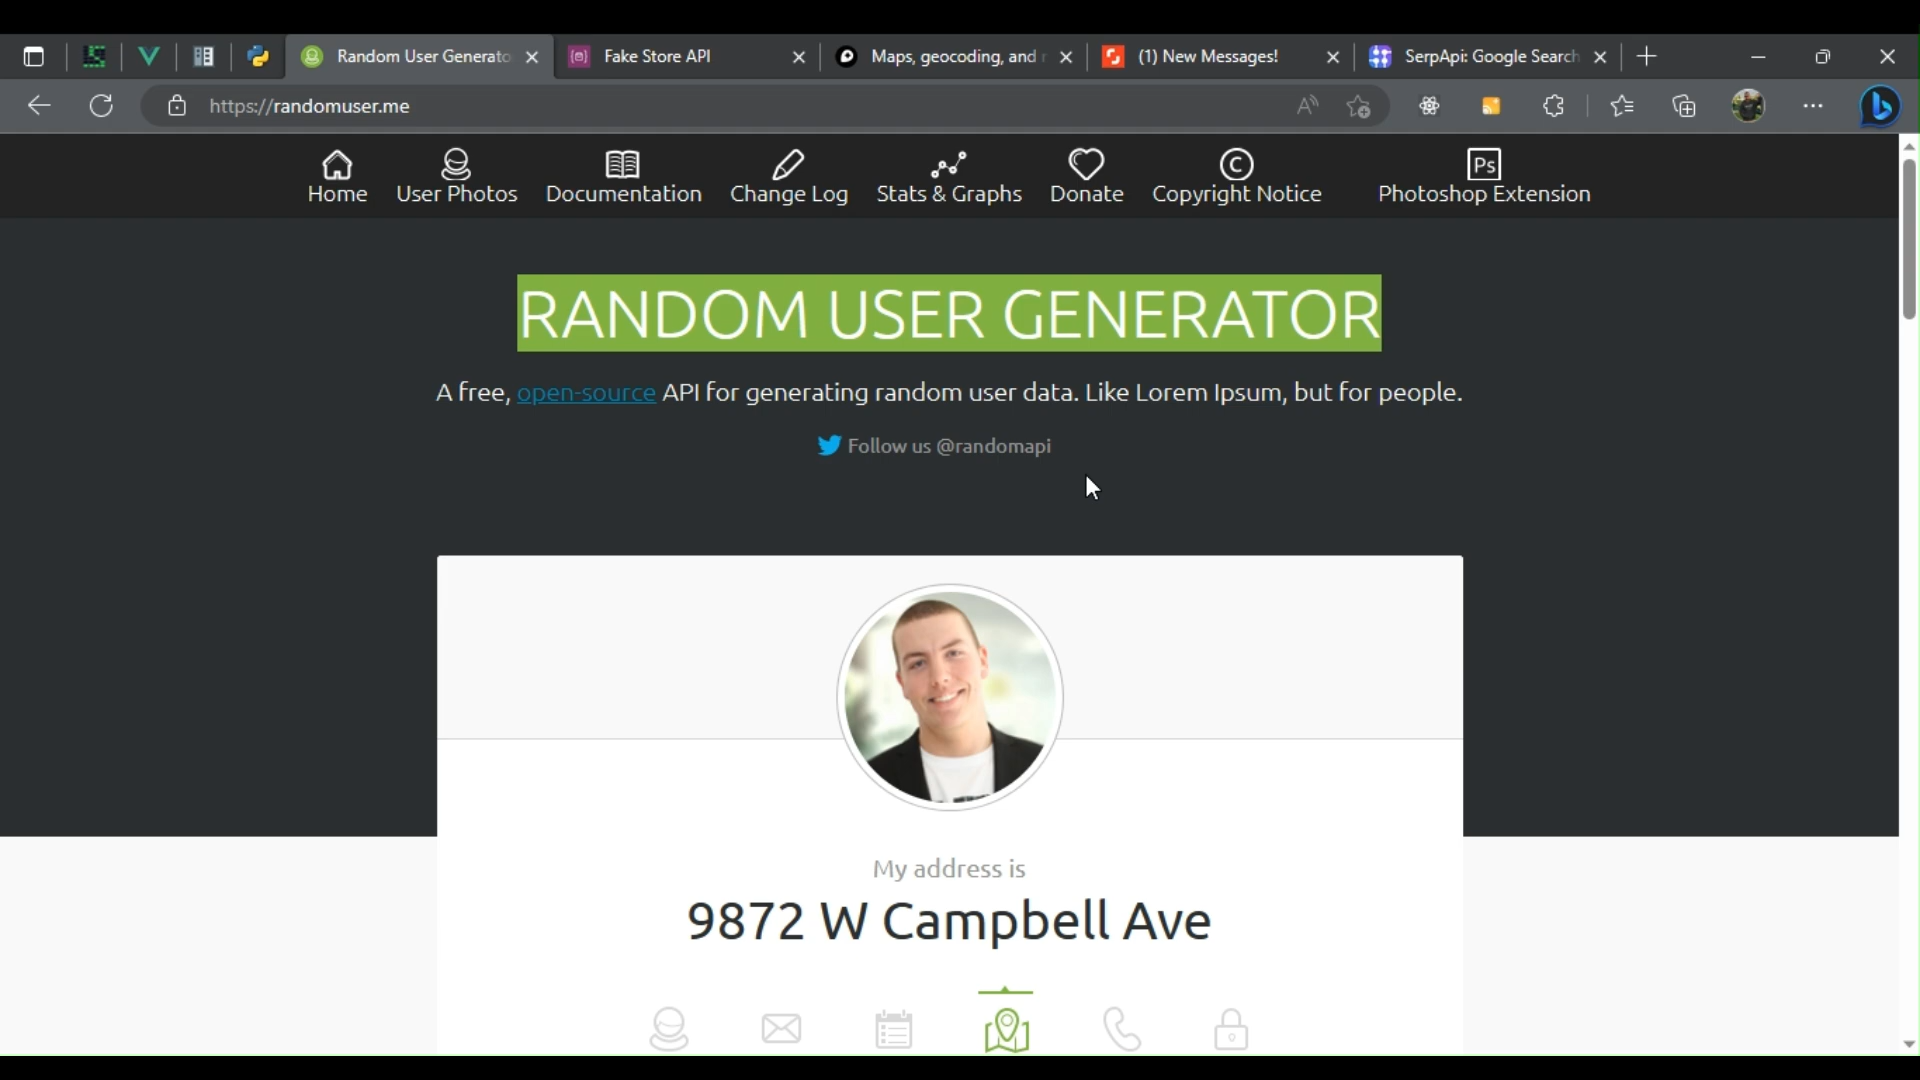 Random User Generato
Fake Store API
Maps, geocoding, and
(1) New Messages!
SerpApi: Google Search
https://randomuser.me
Home
User Photos
Documentation
Change Log
Stats & Graphs
Donate
Copyright Notice
Ps
Photoshop Extension
RANDOM USER GENERATOR
A free, open-source API for generating random user data. Like Lorem Ipsum, but for people.
Follow us @randomapi
My address is
9872 W Campbell Ave